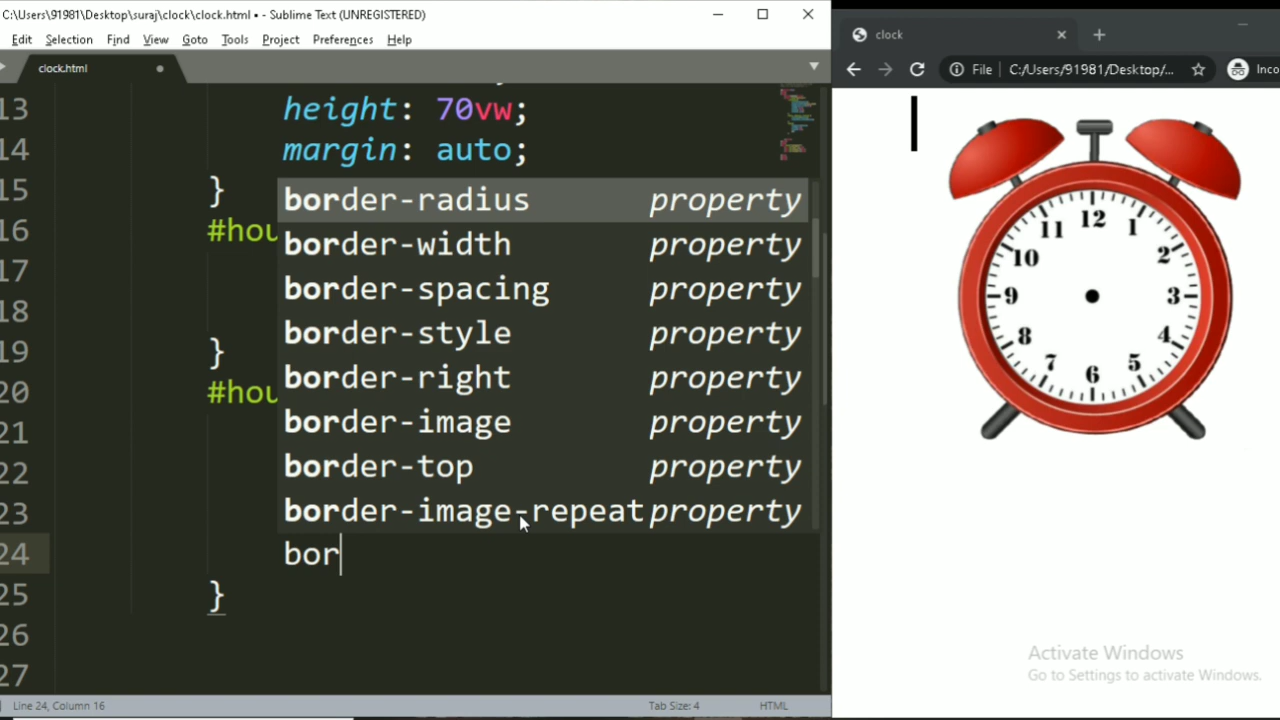 C:\Users\91981\Desktop\suraj\clock\clock.html • - Sublime Text (UNREGISTERED)
Edit Selection Find View Goto Tools Project Preferences Help
clock.html
13 height: 70vw;
14 margin: auto;
15 }
16 #hou
17
18
19 }
20 #hou
21
22
23
24 bor
25 }
26
27
border-radius property
border-width property
border-spacing property
border-style property
border-right property
border-image property
border-top property
border-image-repeat property
Line 24, Column 16
Tab Size: 4
HTML
clock
File C:/Users/91981/Desktop/... Inco
12
1
2
3
4
5
6
7
8
9
10
11
Activate Windows
Go to Settings to activate Windows.